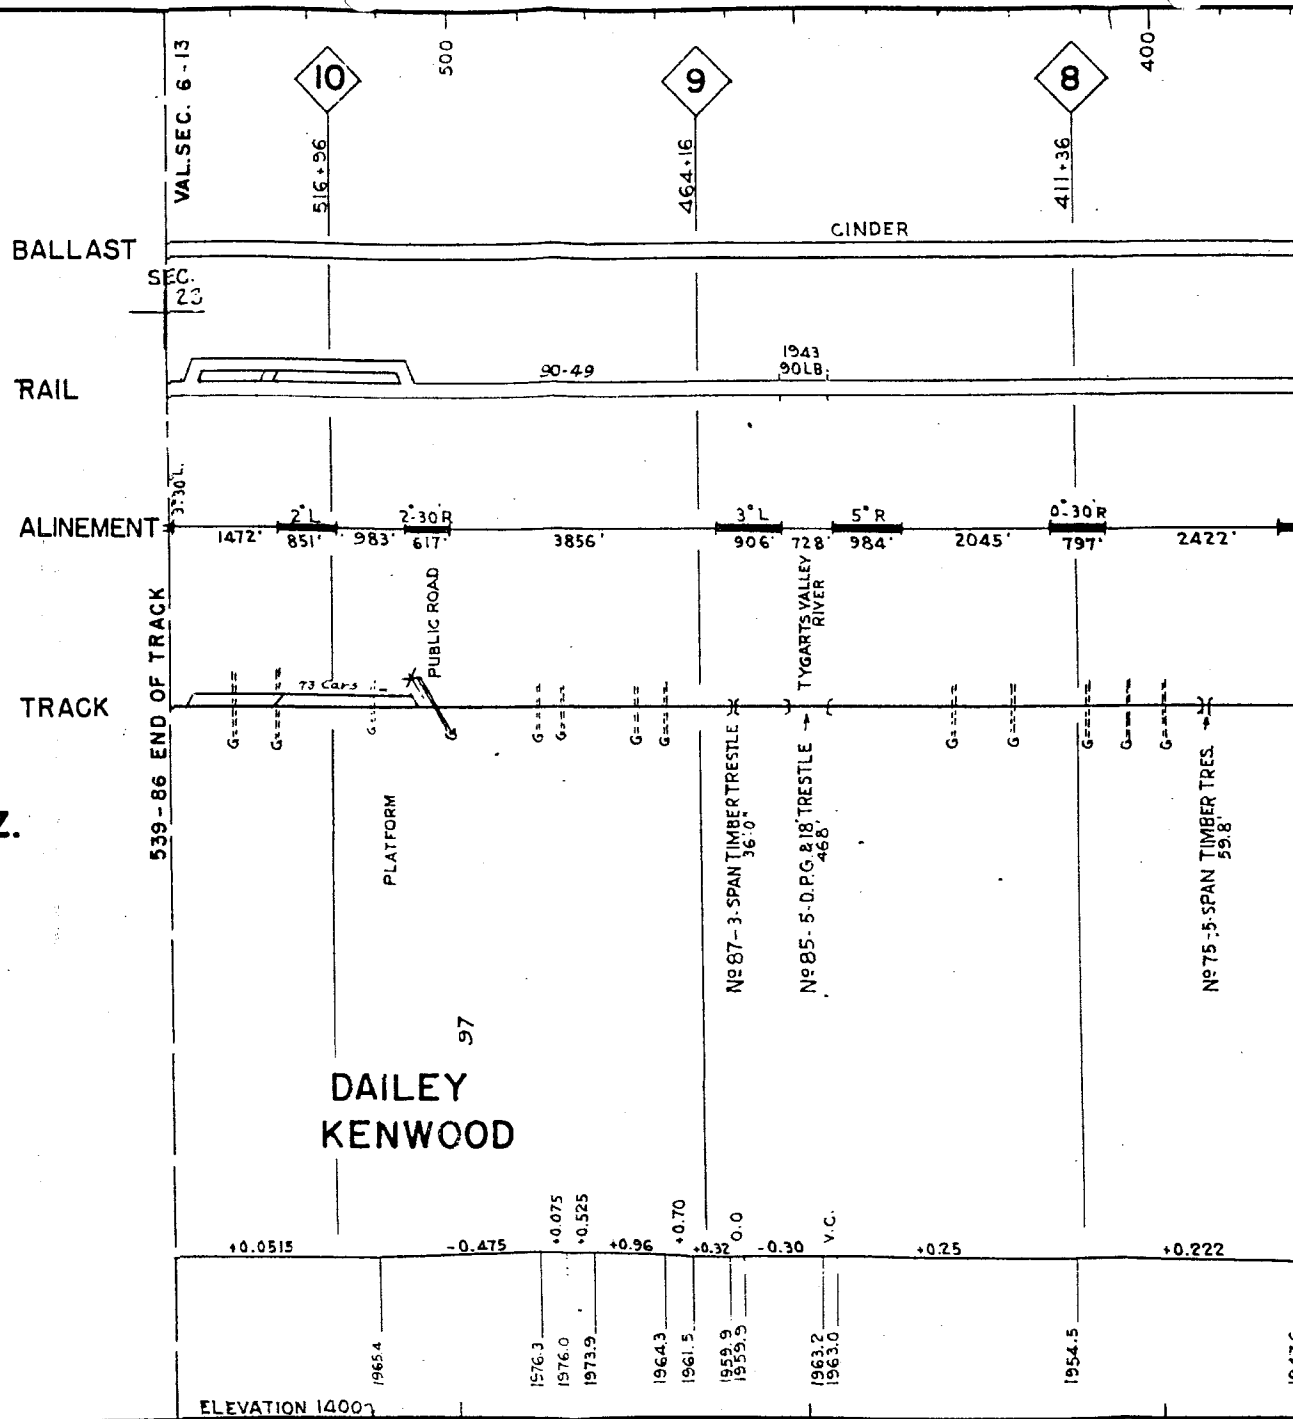 VAL.SEC. 6-13
10
500
9
8
400
516+96
464+16
411+36
BALLAST
CINDER
SEC.
23
RAIL
90-49
1943
90LB.
ALINEMENT
3°30'L.
2°L
2°-30'R
3°L
5°R
0°-30'R
1472'
851'
983'
617'
3856'
906'
728'
984'
2045'
797'
2422'
539-86 END OF TRACK
PUBLIC ROAD
TYGARTS VALLEY
RIVER
TRACK
73 Cars
G
G
G
G
G
G
G
G
G
G
G
G
G
PLATFORM
No 87-3-SPAN TIMBER TRESTLE
36'0"
No 85-5-D.P.G. & 18' TRESTLE
468'
No 75-5-SPAN TIMBER TRES.
59.8'
Z.
97
DAILEY
KENWOOD
+0.0515
-0.475
+0.075
+0.525
+0.96
+0.70
+0.32
0.0
-0.30
V.C.
+0.25
+0.222
1965.4
1976.3
1976.0
1973.9
1964.3
1961.5
1959.9
1959.9
1963.2
1963.0
1954.5
ELEVATION 1400